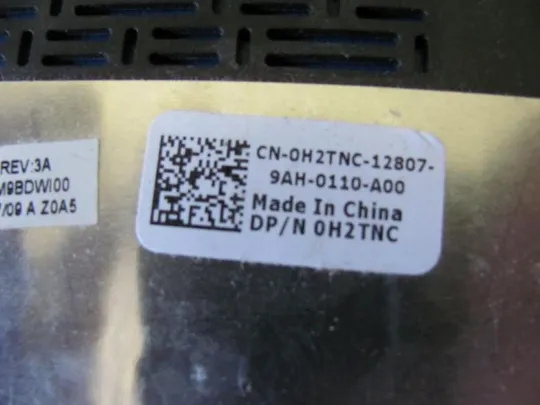 REV:3A
M9BDWI00
/09 A Z0A5
CN-0H2TNC-12807-
9AH-0110-A00
Made In China
DP/N 0H2TNC